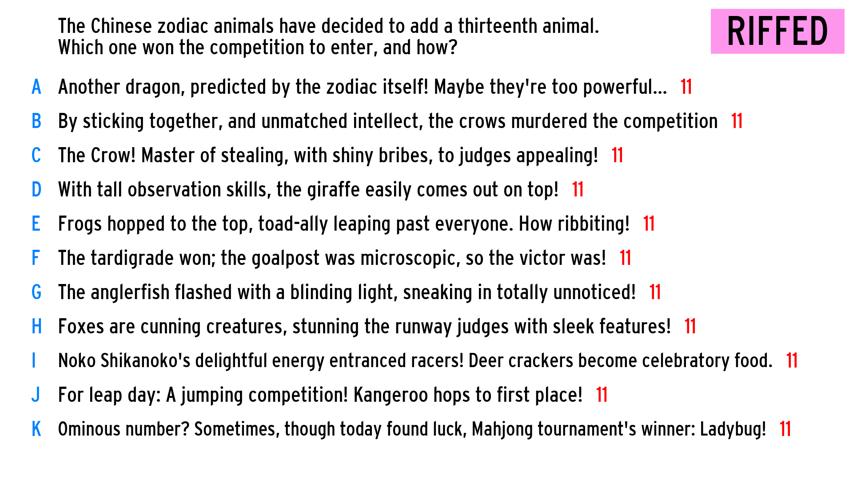 The Chinese zodiac animals have decided to add a thirteenth animal.
Which one won the competition to enter, and how?
RIFFED
A Another dragon, predicted by the zodiac itself! Maybe they're too powerful... 11
B By sticking together, and unmatched intellect, the crows murdered the competition 11
C The Crow! Master of stealing, with shiny bribes, to judges appealing! 11
D With tall observation skills, the giraffe easily comes out on top! 11
E Frogs hopped to the top, toad-ally leaping past everyone. How ribbiting! 11
F The tardigrade won; the goalpost was microscopic, so the victor was! 11
G The anglerfish flashed with a blinding light, sneaking in totally unnoticed! 11
H Foxes are cunning creatures, stunning the runway judges with sleek features! 11
I Noko Shikanoko's delightful energy entranced racers! Deer crackers become celebratory food. 11
J For leap day: A jumping competition! Kangeroo hops to first place! 11
K Ominous number? Sometimes, though today found luck, Mahjong tournament's winner: Ladybug! 11